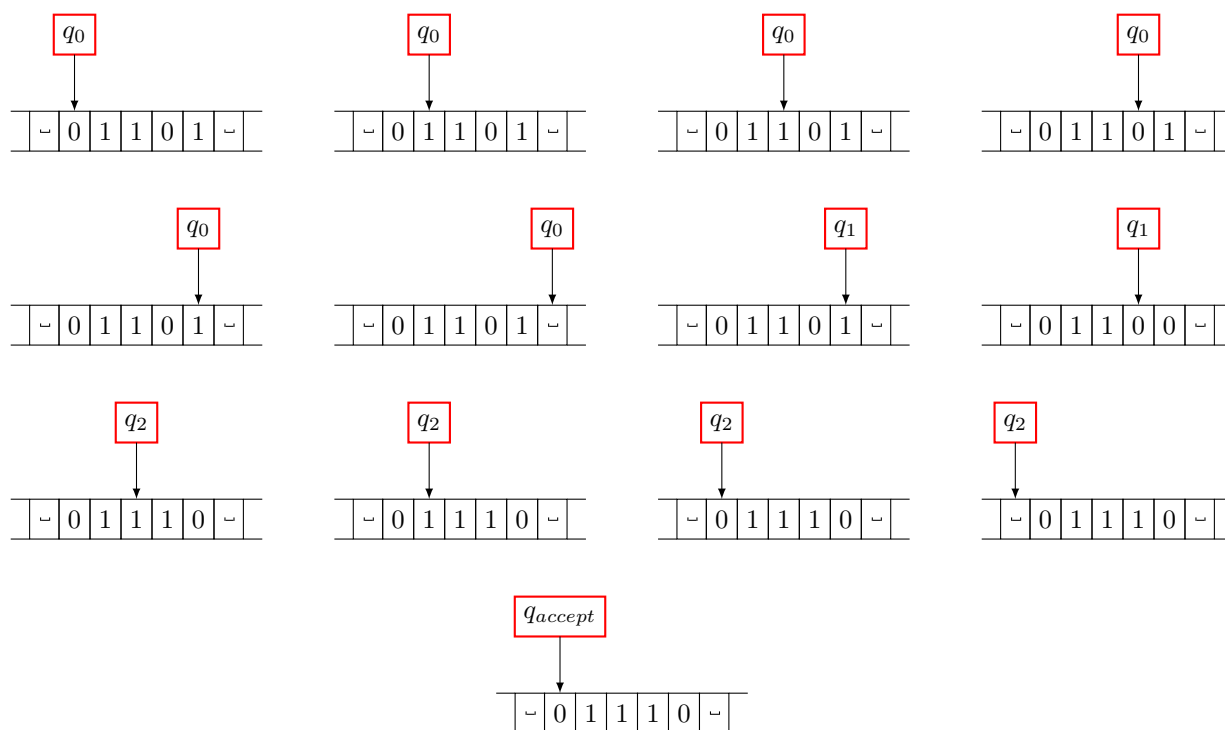 q₀ q₀ q₀ q₀
␣ 0 1 1 0 1 ␣ ␣ 0 1 1 0 1 ␣ ␣ 0 1 1 0 1 ␣ ␣ 0 1 1 0 1 ␣
q₀ q₀ q₁ q₁
␣ 0 1 1 0 1 ␣ ␣ 0 1 1 0 1 ␣ ␣ 0 1 1 0 1 ␣ ␣ 0 1 1 0 0 ␣
q₂ q₂ q₂ q₂
␣ 0 1 1 1 0 ␣ ␣ 0 1 1 1 0 ␣ ␣ 0 1 1 1 0 ␣ ␣ 0 1 1 1 0 ␣
q_accept
␣ 0 1 1 1 0 ␣